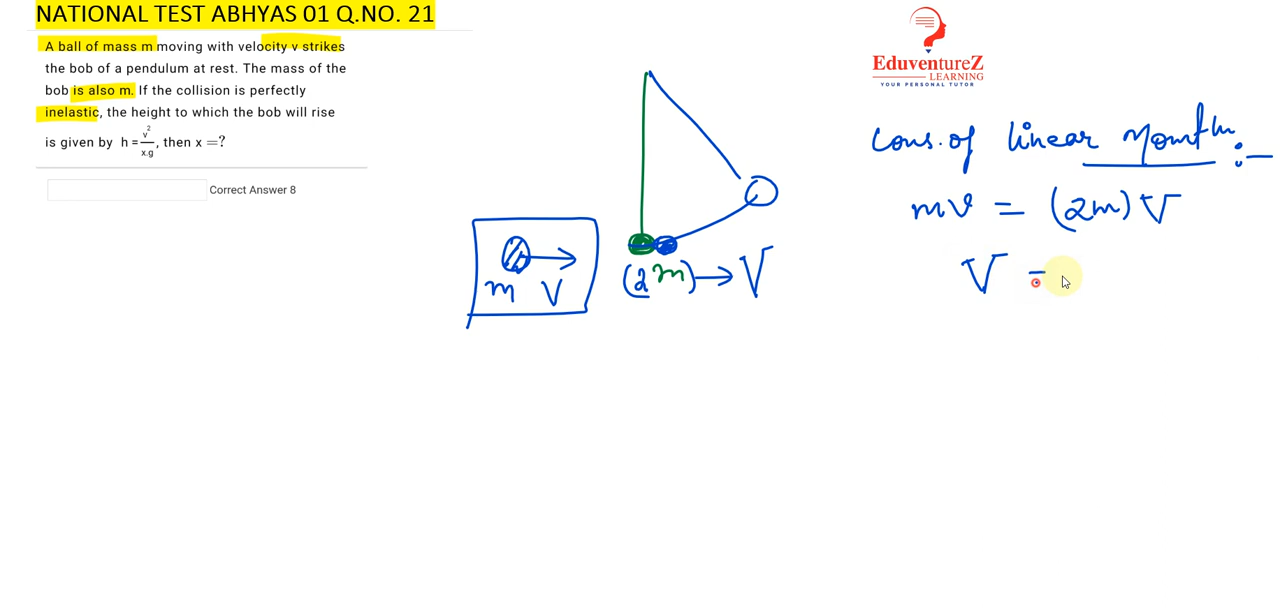 NATIONAL TEST ABHYAS 01 Q.NO. 21
A ball of mass m moving with velocity v strikes
the bob of a pendulum at rest. The mass of the
bob is also m. If the collision is perfectly
inelastic, the height to which the bob will rise
is given by h = v²/x.g, then x =?
Correct Answer 8
EduventureZ
LEARNING
YOUR PERSONAL TUTOR
m V
(2m) → V
Cons. of linear Momtm :–
mv = (2m) V
V =